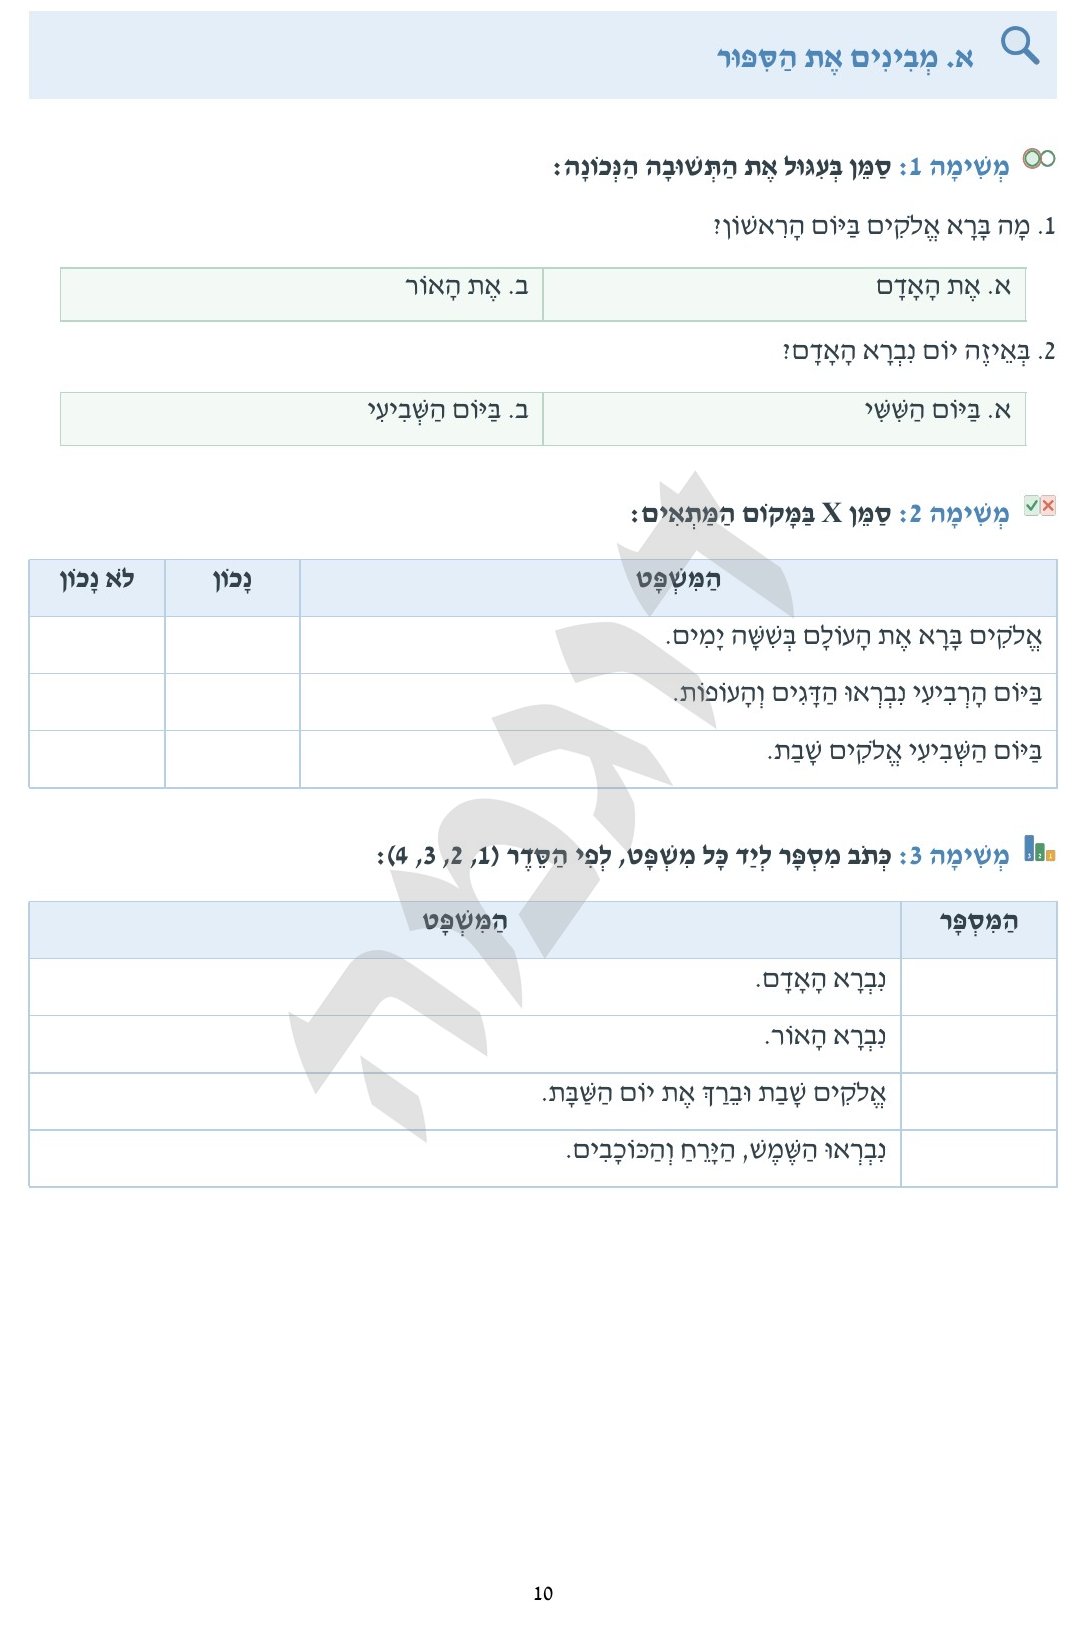 א. מְבִינִים אֶת הַסִּפּוּר
מְשִׂימָה 1: סַמֵּן בְּעִגּוּל אֶת הַתְּשׁוּבָה הַנְּכוֹנָה:
1. מָה בָּרָא אֱלֹקִים בַּיּוֹם הָרִאשׁוֹן?
א. אֶת הָאָדָם ב. אֶת הָאוֹר
2. בְּאֵיזֶה יוֹם נִבְרָא הָאָדָם?
א. בַּיּוֹם הַשִּׁשִּׁי ב. בַּיּוֹם הַשְּׁבִיעִי
מְשִׂימָה 2: סַמֵּן X בַּמָּקוֹם הַמַּתְאִים:
הַמִּשְׁפָּט נָכוֹן לֹא נָכוֹן
אֱלֹקִים בָּרָא אֶת הָעוֹלָם בְּשִׁשָּׁה יָמִים.
בַּיּוֹם הָרְבִיעִי נִבְרְאוּ הַדָּגִים וְהָעוֹפוֹת.
בַּיּוֹם הַשְּׁבִיעִי אֱלֹקִים שָׁבַת.
מְשִׂימָה 3: כְּתֹב מִסְפָּר לְיַד כָּל מִשְׁפָּט, לְפִי הַסֵּדֶר (1, 2, 3, 4):
הַמִּסְפָּר הַמִּשְׁפָּט
נִבְרָא הָאָדָם.
נִבְרָא הָאוֹר.
אֱלֹקִים שָׁבַת וּבֵרַךְ אֶת יוֹם הַשַּׁבָּת.
נִבְרְאוּ הַשֶּׁמֶשׁ, הַיָּרֵחַ וְהַכּוֹכָבִים.
דוגמה
10